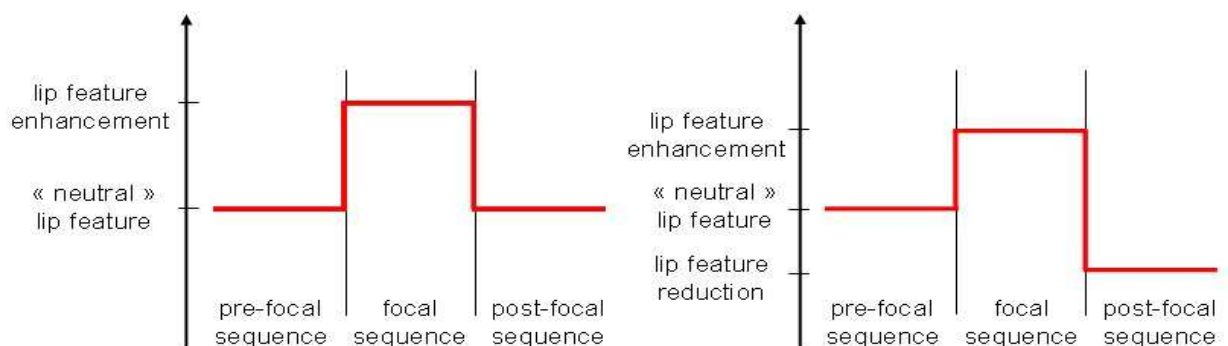 lip feature
enhancement
« neutral »
lip feature
pre-focal
sequence
focal
sequence
post-focal
sequence
lip feature
enhancement
« neutral »
lip feature
lip feature
reduction
pre-focal
sequence
focal
sequence
post-focal
sequence